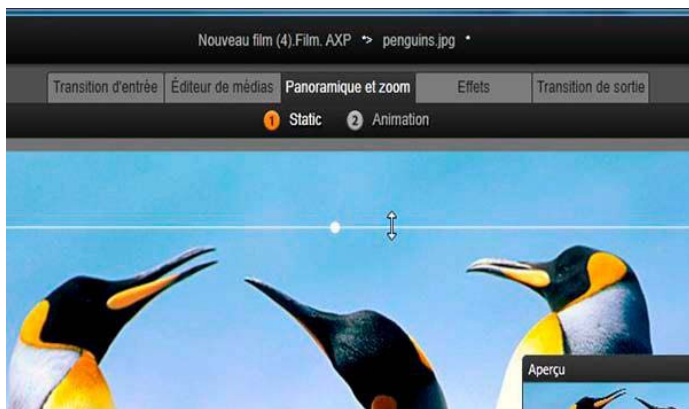 Nouveau film (4).Film. AXP *> penguins.jpg *
Transition d'entrée Éditeur de médias Panoramique et zoom Effets Transition de sortie
1 Static 2 Animation
Aperçu